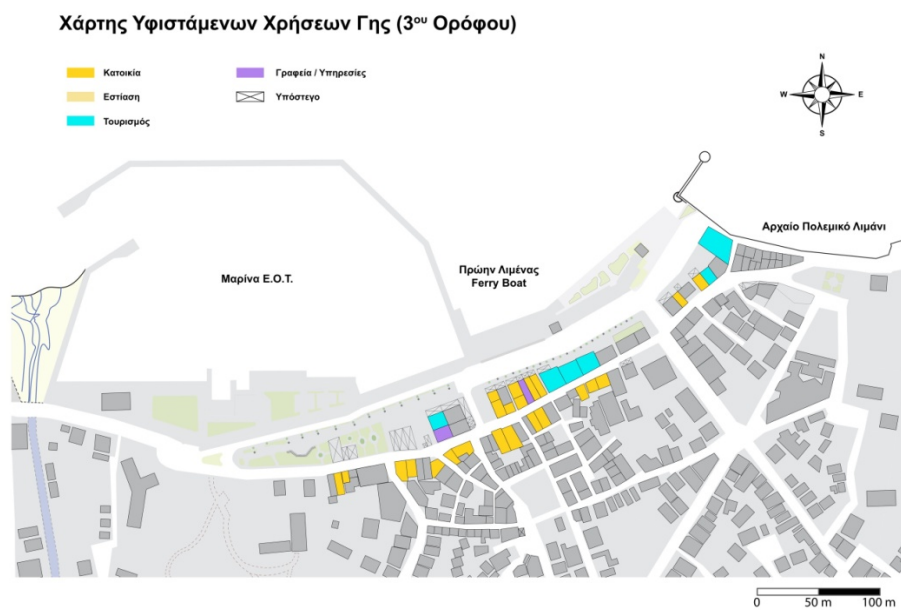 Χάρτης Υφιστάμενων Χρήσεων Γης (3ου Ορόφου)
Κατοικία
Εστίαση
Τουρισμός
Γραφεία / Υπηρεσίες
Υπόστεγο
N
W E
S
Αρχαίο Πολεμικό Λιμάνι
Μαρίνα Ε.Ο.Τ.
Πρώην Λιμένας
Ferry Boat
0 50 m 100 m